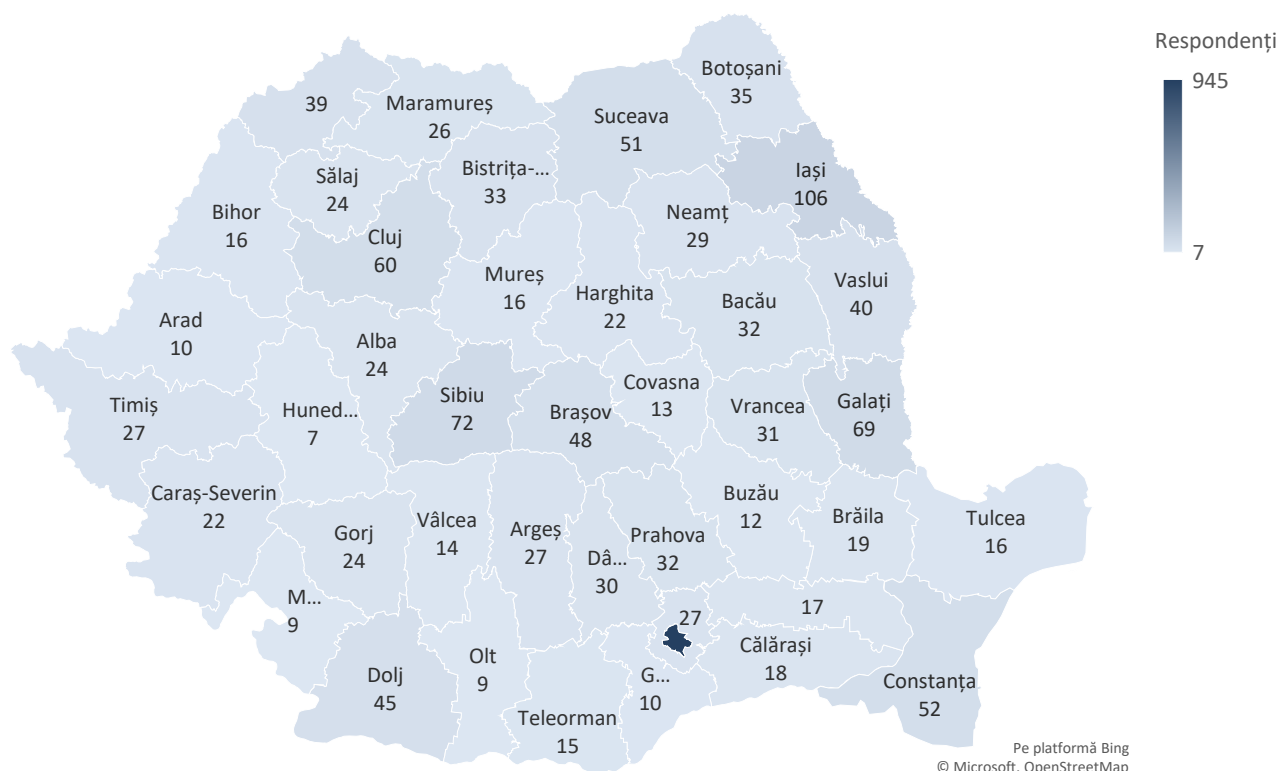 Respondenți
945
7
Botoșani
35
39
Maramureș
26
Suceava
51
Iași
106
Bistrița-...
33
Sălaj
24
Neamț
29
Bihor
16
Cluj
60
Mureș
16
Harghita
22
Vaslui
40
Bacău
32
Arad
10
Alba
24
Covasna
13
Sibiu
72
Brașov
48
Vrancea
31
Galați
69
Timiș
27
Huned...
7
Caraș-Severin
22
Buzău
12
Brăila
19
Tulcea
16
Gorj
24
Vâlcea
14
Argeș
27
Dâ...
30
Prahova
32
M...
9
27
17
Călărași
18
Olt
9
Dolj
45
G...
10
Constanța
52
Teleorman
15
Pe platformă Bing
© Microsoft, OpenStreetMap